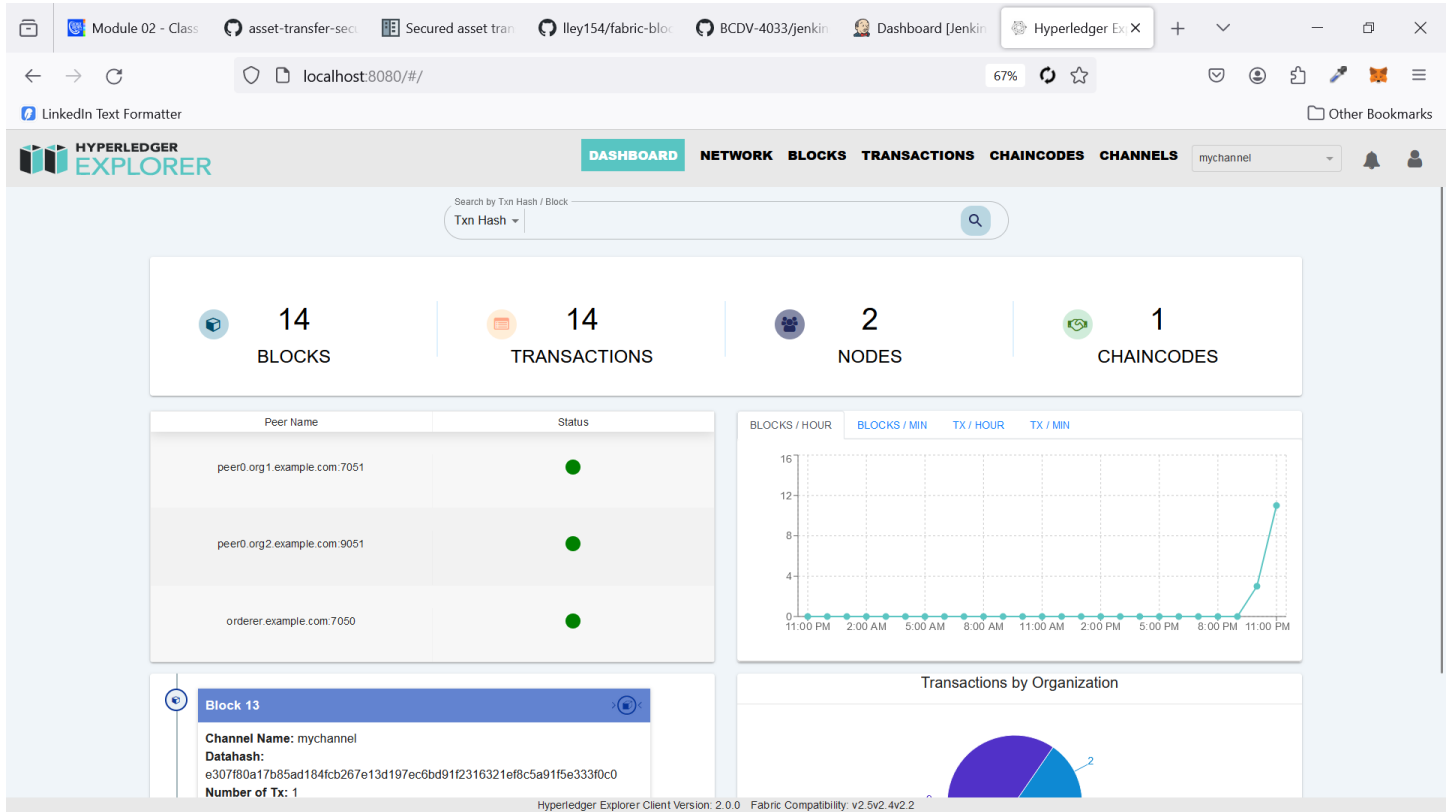 Module 02 - Class
asset-transfer-secu
Secured asset tran
lley154/fabric-bloc
BCDV-4033/jenkin
Dashboard [Jenkin
Hyperledger Ex
localhost:8080/#/
67%
LinkedIn Text Formatter
Other Bookmarks
HYPERLEDGER
EXPLORER
DASHBOARD
NETWORK
BLOCKS
TRANSACTIONS
CHAINCODES
CHANNELS
mychannel
Search by Txn Hash / Block
Txn Hash
14
BLOCKS
14
TRANSACTIONS
2
NODES
1
CHAINCODES
Peer Name Status
peer0.org1.example.com:7051
peer0.org2.example.com:9051
orderer.example.com:7050
BLOCKS / HOUR BLOCKS / MIN TX / HOUR TX / MIN
16
12
8
4
0
11:00 PM 2:00 AM 5:00 AM 8:00 AM 11:00 AM 2:00 PM 5:00 PM 8:00 PM 11:00 PM
Block 13
Channel Name: mychannel
Datahash:
e307f80a17b85ad184fcb267e13d197ec6bd91f2316321ef8c5a91f5e333f0c0
Number of Tx: 1
Transactions by Organization
2
Hyperledger Explorer Client Version: 2.0.0 Fabric Compatibility: v2.5v2.4v2.2